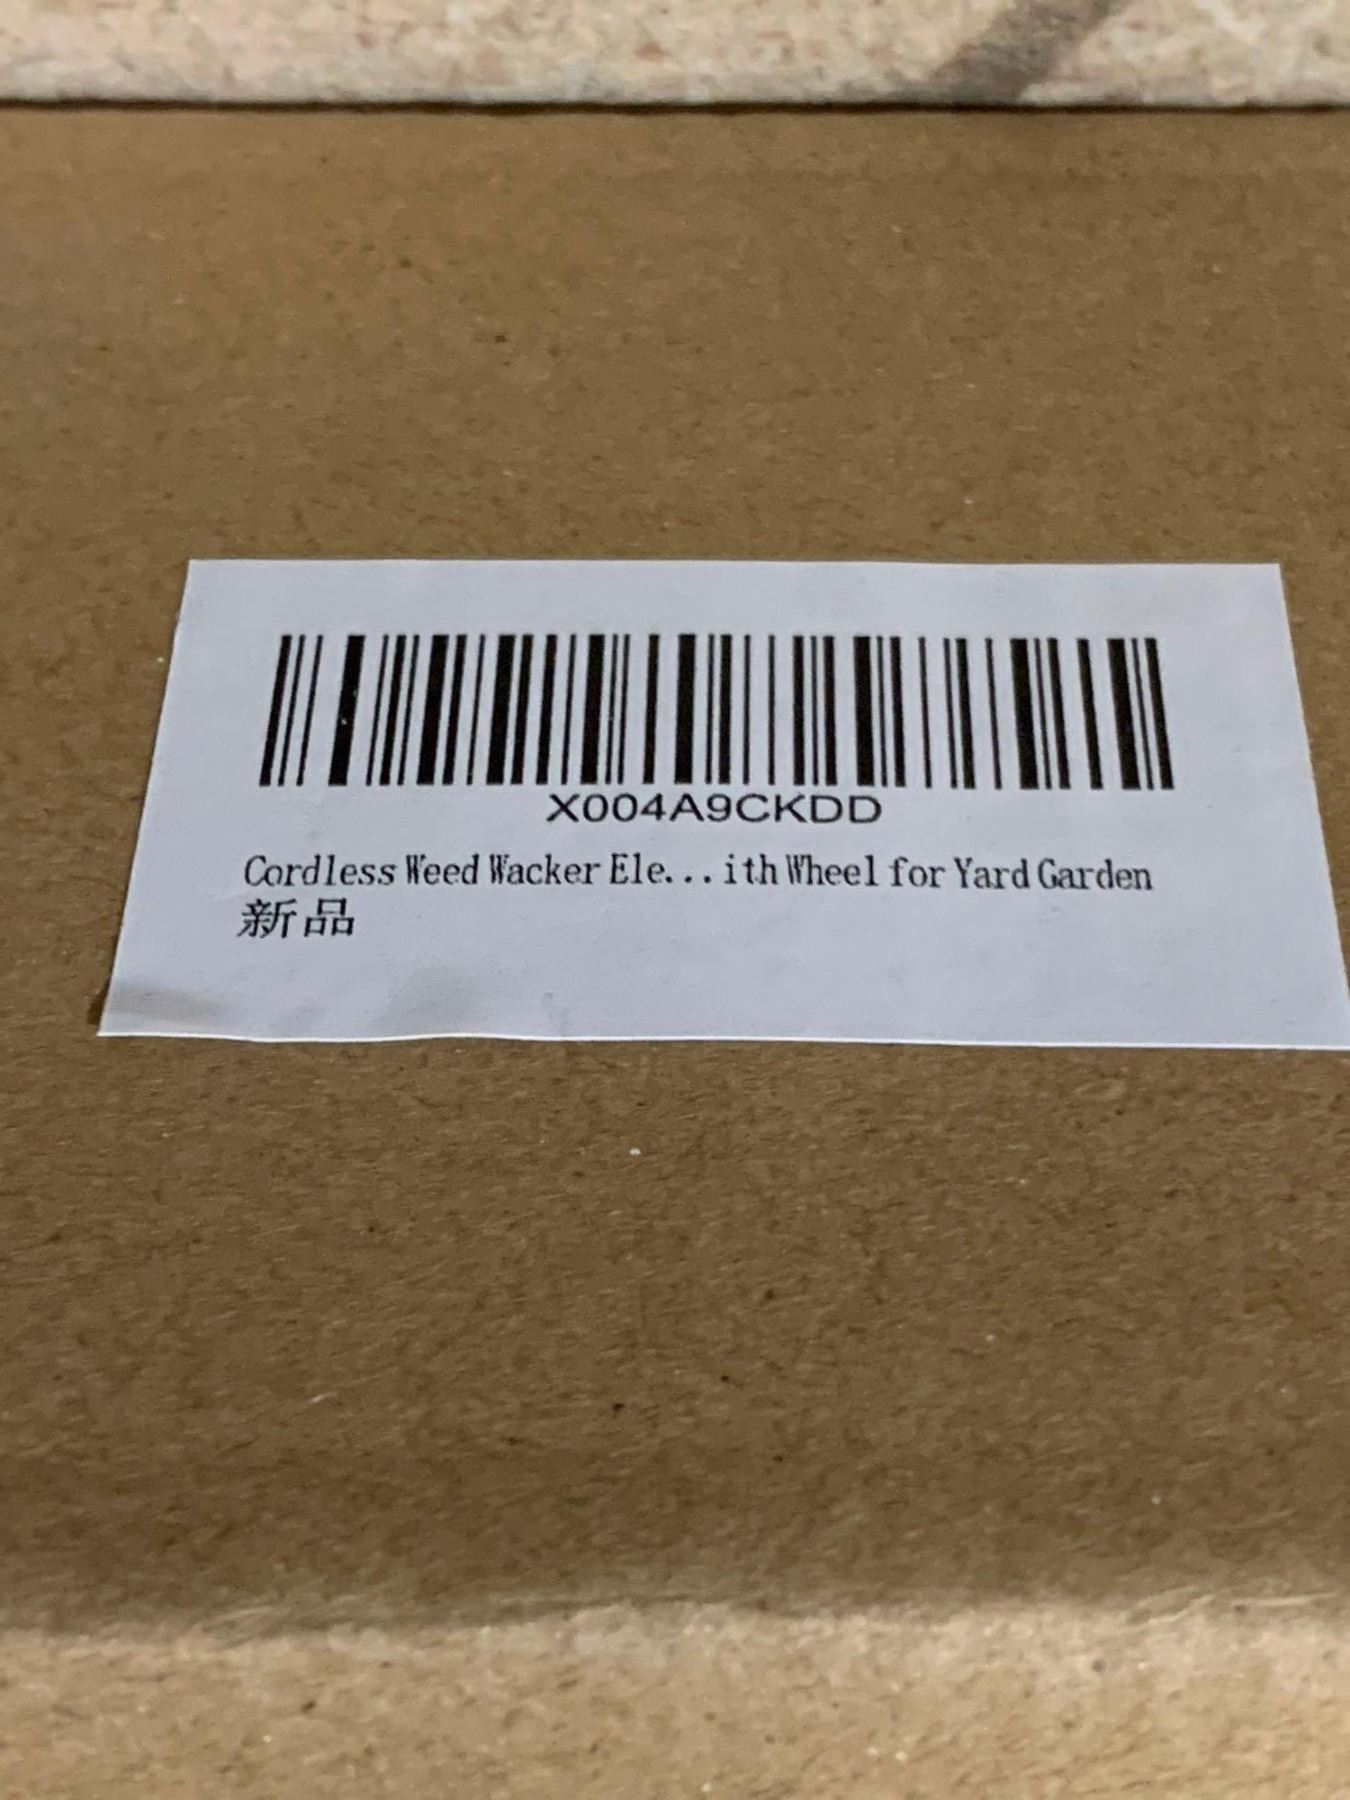 X004A9CKDD
Cordless Weed Wacker Ele...ith Wheel for Yard Garden
新品